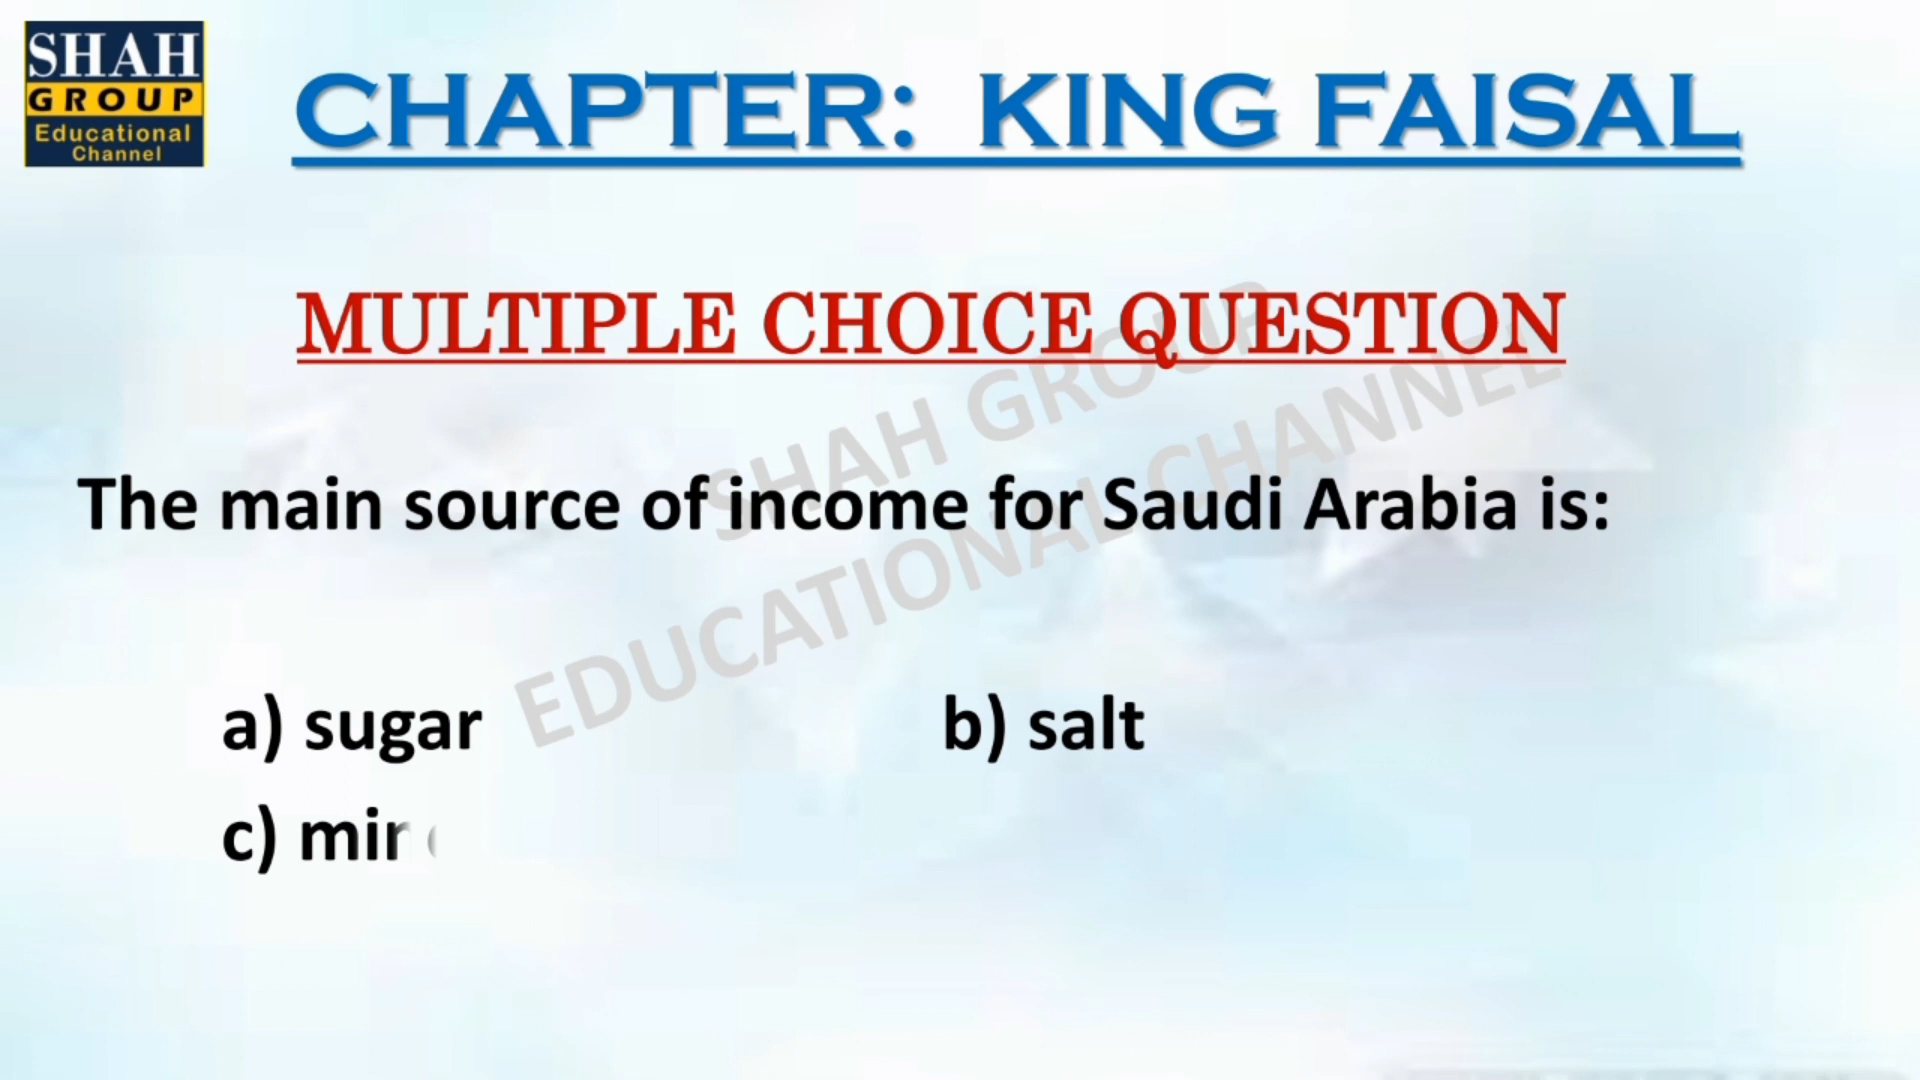 SHAH
GROUP
Educational
Channel
CHAPTER: KING FAISAL
MULTIPLE CHOICE QUESTION
SHAH GROUP
EDUCATIONAL CHANNEL
The main source of income for Saudi Arabia is:
a) sugar b) salt
c)